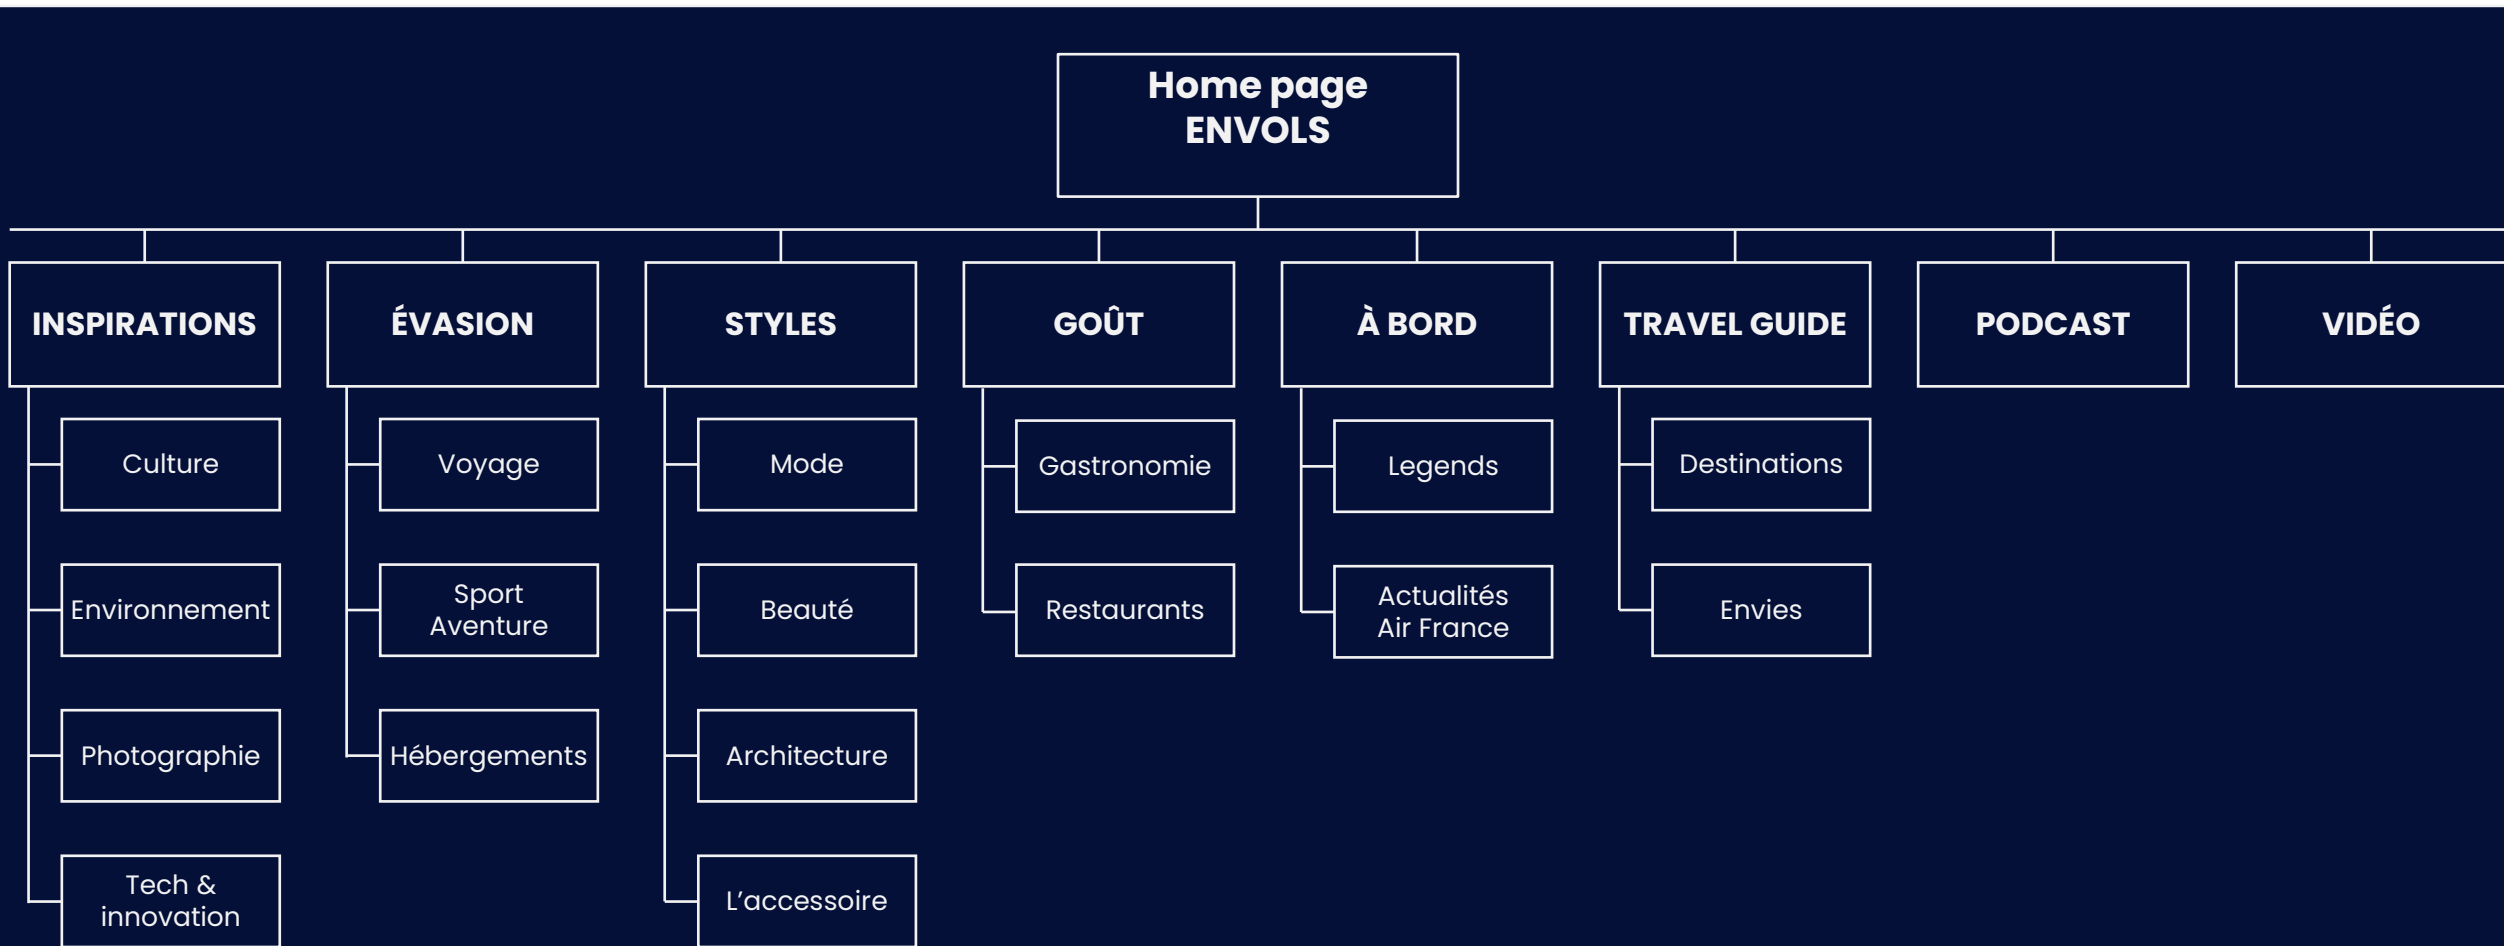 Home page
ENVOLS
INSPIRATIONS
ÉVASION
STYLES
GOÛT
À BORD
TRAVEL GUIDE
PODCAST
VIDÉO
Culture
Environnement
Photographie
Tech &
innovation
Voyage
Sport
Aventure
Hébergements
Mode
Beauté
Architecture
L’accessoire
Gastronomie
Restaurants
Legends
Actualités
Air France
Destinations
Envies